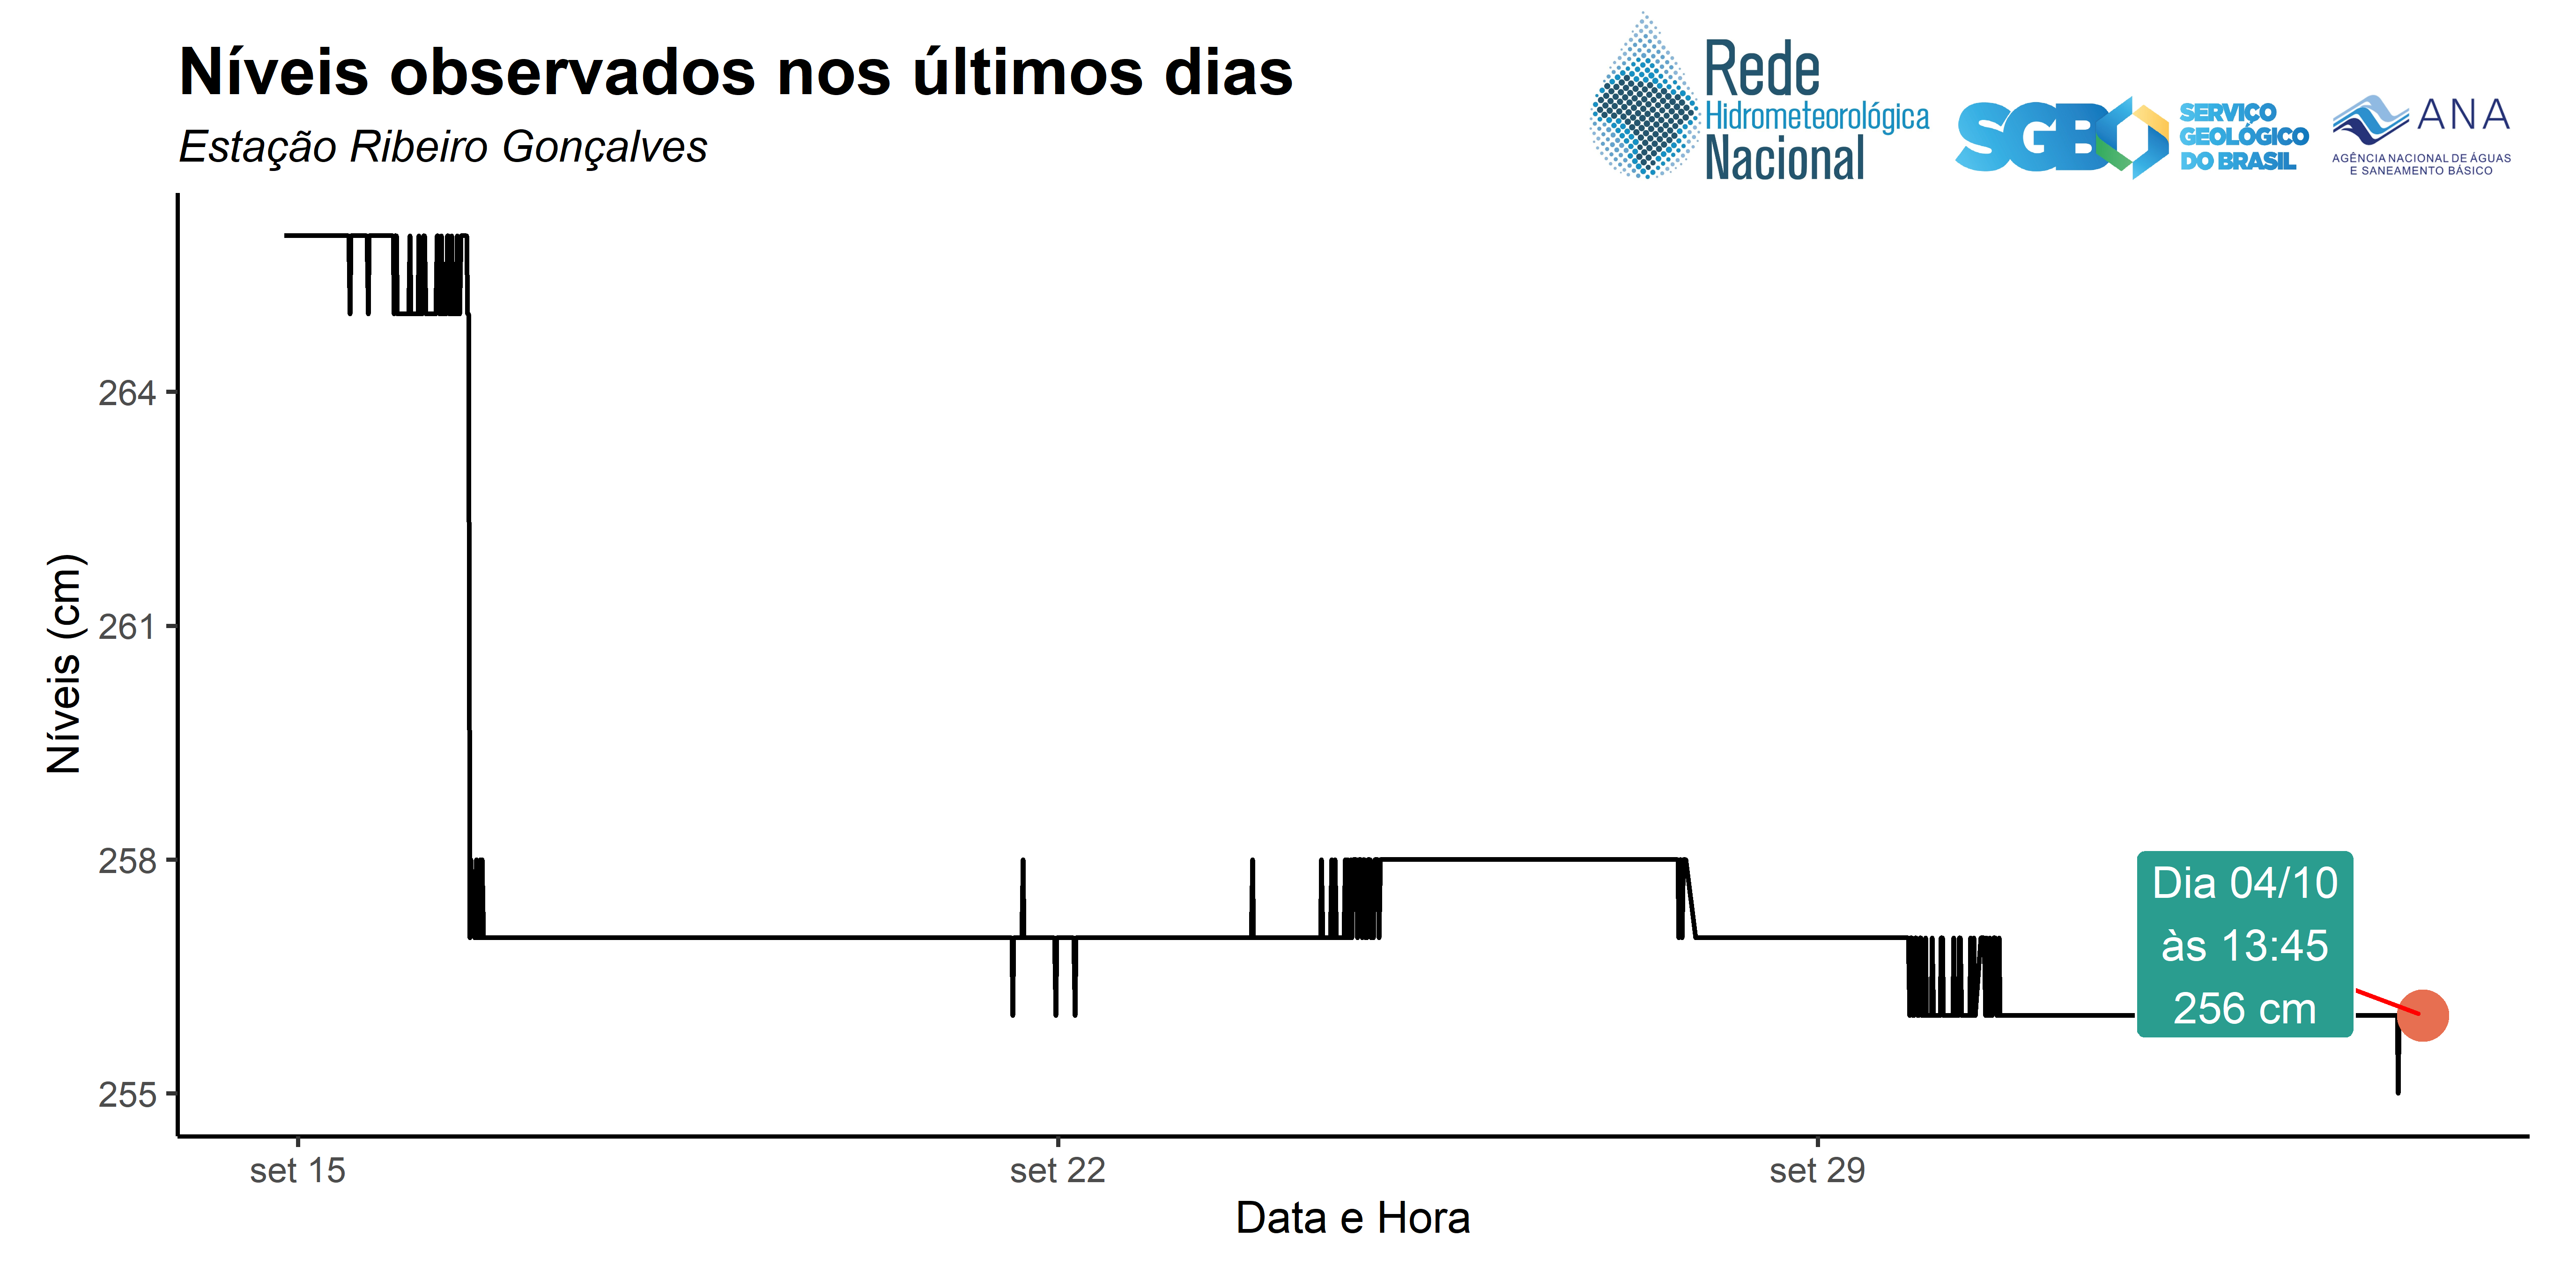 Níveis observados nos últimos dias
Estação Ribeiro Gonçalves
Rede
Hidrometeorológica
Nacional
SGB
SERVIÇO
GEOLÓGICO
DO BRASIL
ANA
AGÊNCIA NACIONAL DE ÁGUAS
E SANEAMENTO BÁSICO
Níveis (cm)
264
261
258
255
Dia 04/10
às 13:45
256 cm
set 15
set 22
set 29
Data e Hora